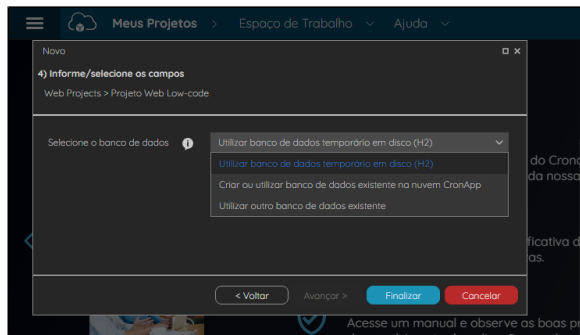 Meus Projetos > Espaço de Trabalho Ajuda
Novo
4) Informe/selecione os campos
Web Projects > Projeto Web Low-code
Selecione o banco de dados Utilizar banco de dados temporário em disco (H2)
Utilizar banco de dados temporário em disco (H2)
do Crona
Criar ou utilizar banco de dados existente na nuvem CronApp
da nossa
Utilizar outro banco de dados existente
ficativa d
as.
< Voltar Avançar > Finalizar Cancelar
Acesse um manual e observe as boas pr